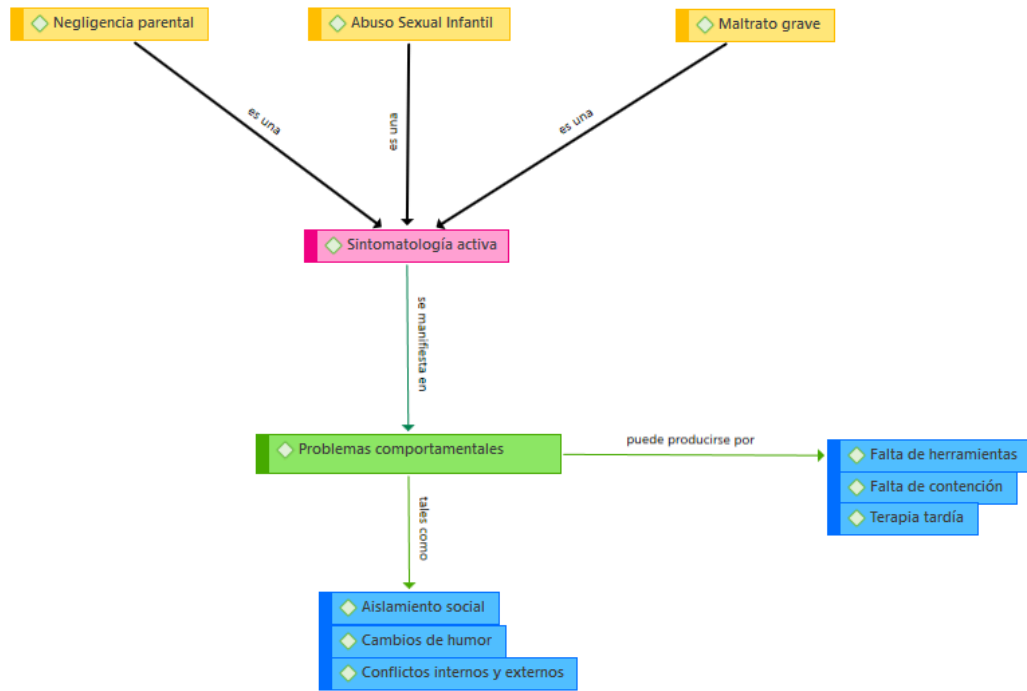 Negligencia parental
Abuso Sexual Infantil
Maltrato grave
es una
es una
es una
Sintomatología activa
se manifiesta en
Problemas comportamentales
puede producirse por
Falta de herramientas
Falta de contención
Terapia tardía
tales como
Aislamiento social
Cambios de humor
Conflictos internos y externos